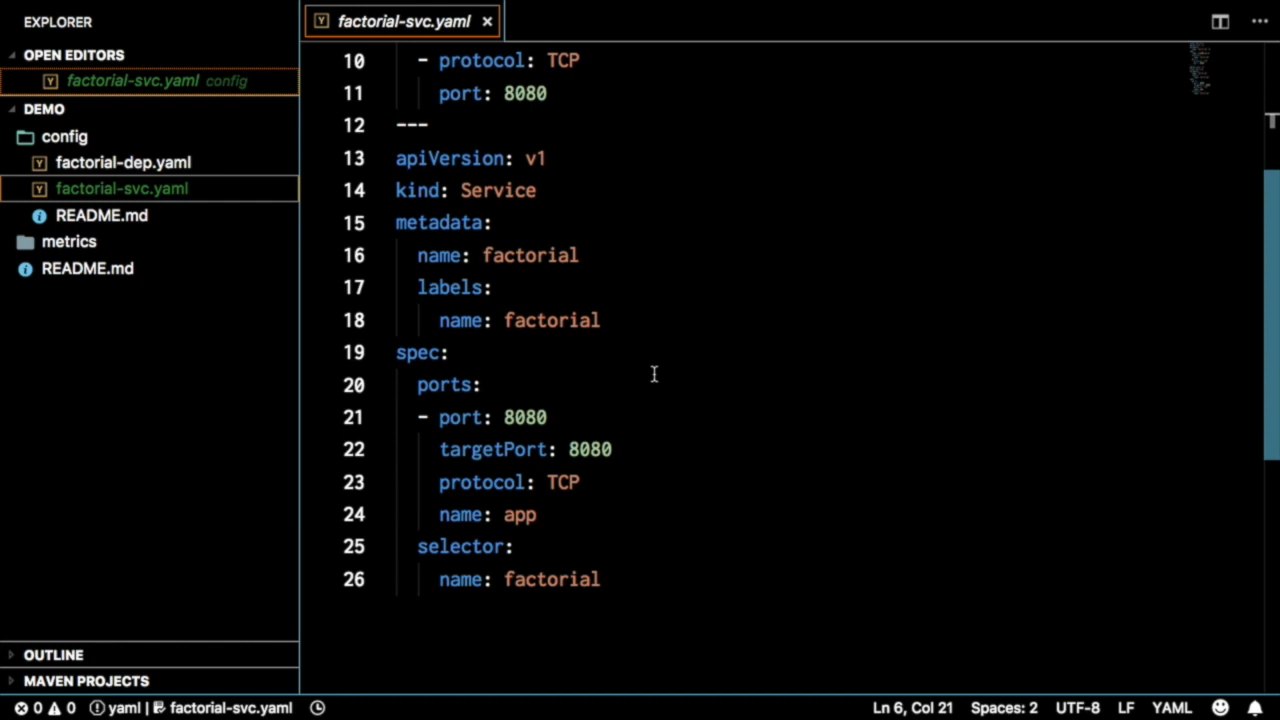 EXPLORER
OPEN EDITORS
factorial-svc.yaml config
DEMO
config
factorial-dep.yaml
factorial-svc.yaml
README.md
metrics
README.md
OUTLINE
MAVEN PROJECTS
factorial-svc.yaml ×
10 - protocol: TCP
11 port: 8080
12 ---
13 apiVersion: v1
14 kind: Service
15 metadata:
16 name: factorial
17 labels:
18 name: factorial
19 spec:
20 ports:
21 - port: 8080
22 targetPort: 8080
23 protocol: TCP
24 name: app
25 selector:
26 name: factorial
0 0 yaml | factorial-svc.yaml Ln 6, Col 21 Spaces: 2 UTF-8 LF YAML